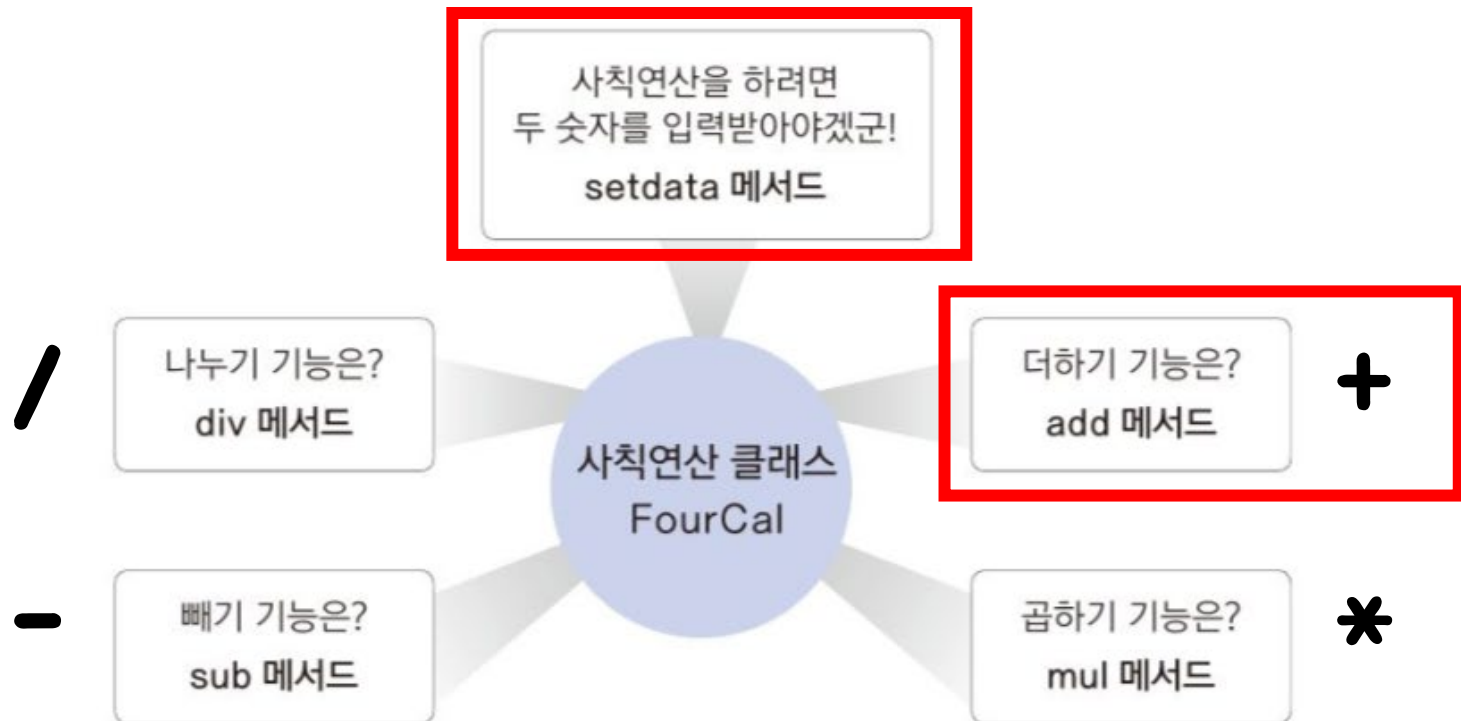 사칙연산을 하려면
두 숫자를 입력받아야겠군!
setdata 메서드
/
나누기 기능은?
div 메서드
더하기 기능은?
add 메서드
+
사칙연산 클래스
FourCal
-
빼기 기능은?
sub 메서드
곱하기 기능은?
mul 메서드
*